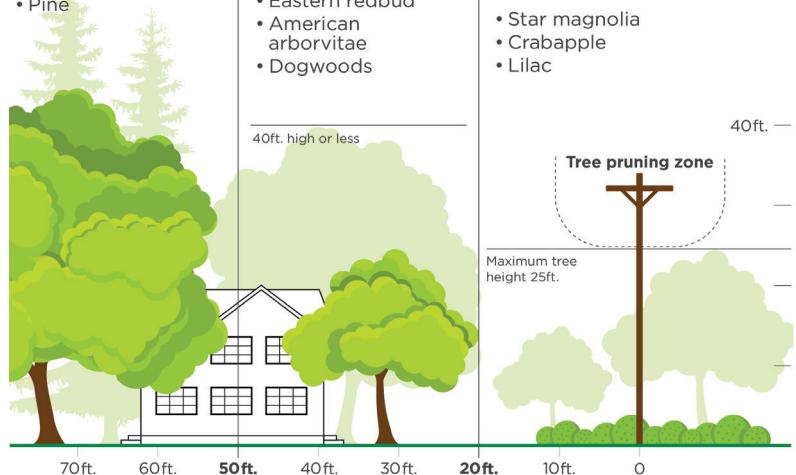 • Pine
• Eastern redbud
• American
arborvitae
• Dogwoods
• Star magnolia
• Crabapple
• Lilac
40ft. high or less
40ft.
Tree pruning zone
Maximum tree
height 25ft.
70ft. 60ft. 50ft. 40ft. 30ft. 20ft. 10ft. 0